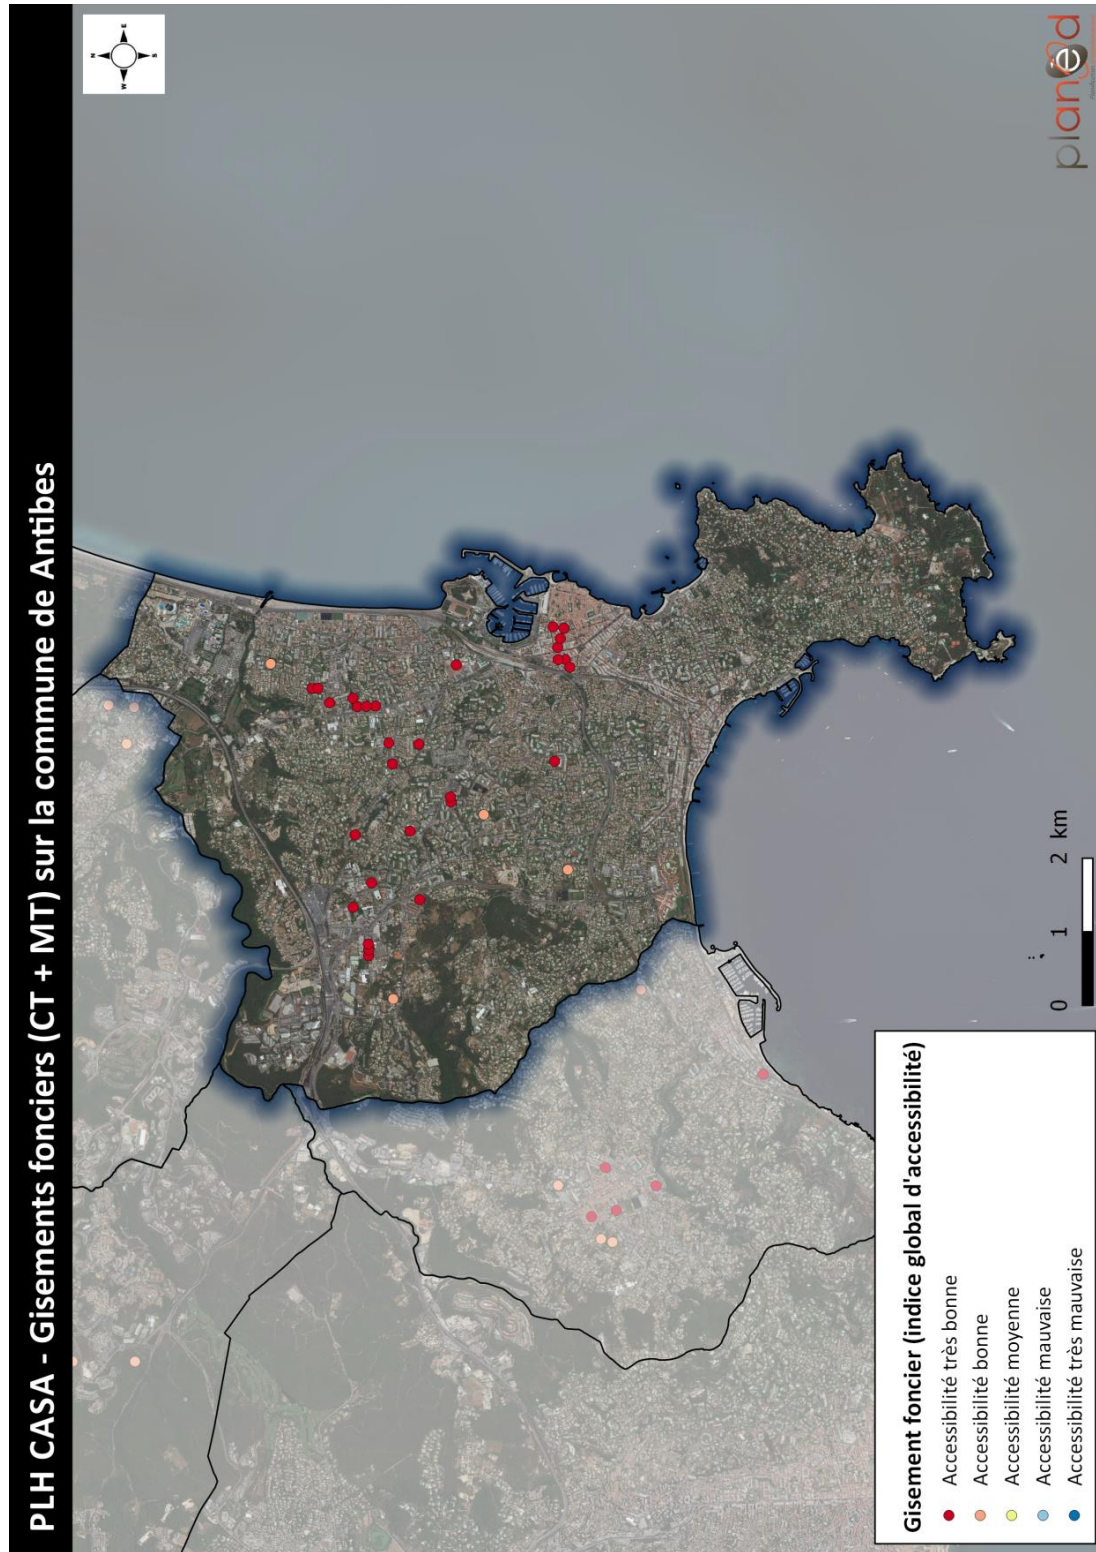 PLH CASA - Gisements fonciers (CT + MT) sur la commune de Antibes
N
W
E
S
planed
Gisement foncier (indice global d'accessibilité)
Accessibilité très bonne
Accessibilité bonne
Accessibilité moyenne
Accessibilité mauvaise
Accessibilité très mauvaise
0 1 2 km